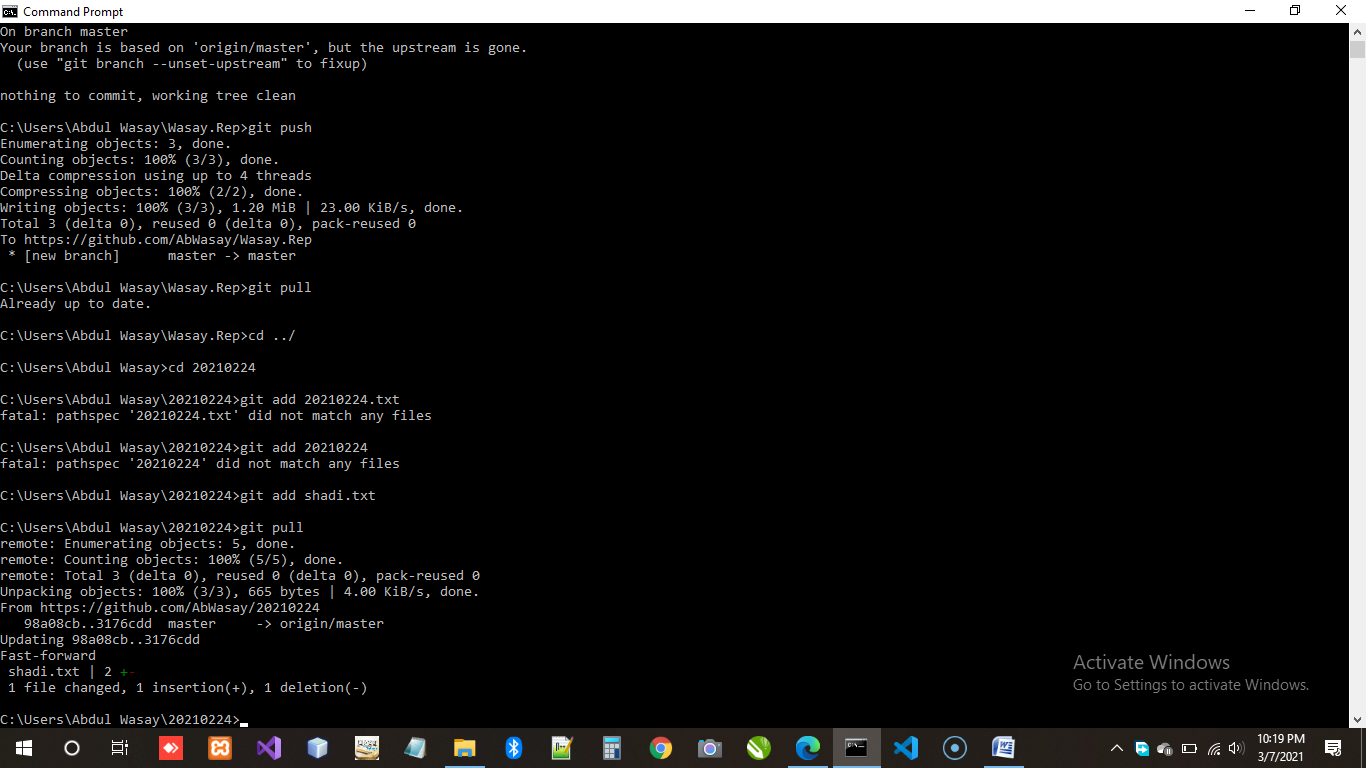 Command Prompt
On branch master
Your branch is based on 'origin/master', but the upstream is gone.
  (use "git branch --unset-upstream" to fixup)
nothing to commit, working tree clean
C:\Users\Abdul Wasay\Wasay.Rep>git push
Enumerating objects: 3, done.
Counting objects: 100% (3/3), done.
Delta compression using up to 4 threads
Compressing objects: 100% (2/2), done.
Writing objects: 100% (3/3), 1.20 MiB | 23.00 KiB/s, done.
Total 3 (delta 0), reused 0 (delta 0), pack-reused 0
To https://github.com/AbWasay/Wasay.Rep
 * [new branch]      master -> master
C:\Users\Abdul Wasay\Wasay.Rep>git pull
Already up to date.
C:\Users\Abdul Wasay\Wasay.Rep>cd ../
C:\Users\Abdul Wasay>cd 20210224
C:\Users\Abdul Wasay\20210224>git add 20210224.txt
fatal: pathspec '20210224.txt' did not match any files
C:\Users\Abdul Wasay\20210224>git add 20210224
fatal: pathspec '20210224' did not match any files
C:\Users\Abdul Wasay\20210224>git add shadi.txt
C:\Users\Abdul Wasay\20210224>git pull
remote: Enumerating objects: 5, done.
remote: Counting objects: 100% (5/5), done.
remote: Total 3 (delta 0), reused 0 (delta 0), pack-reused 0
Unpacking objects: 100% (3/3), 665 bytes | 4.00 KiB/s, done.
From https://github.com/AbWasay/20210224
   98a08cb..3176cdd  master     -> origin/master
Updating 98a08cb..3176cdd
Fast-forward
 shadi.txt | 2 +-
 1 file changed, 1 insertion(+), 1 deletion(-)
C:\Users\Abdul Wasay\20210224>
Activate Windows
Go to Settings to activate Windows.
10:19 PM
3/7/2021